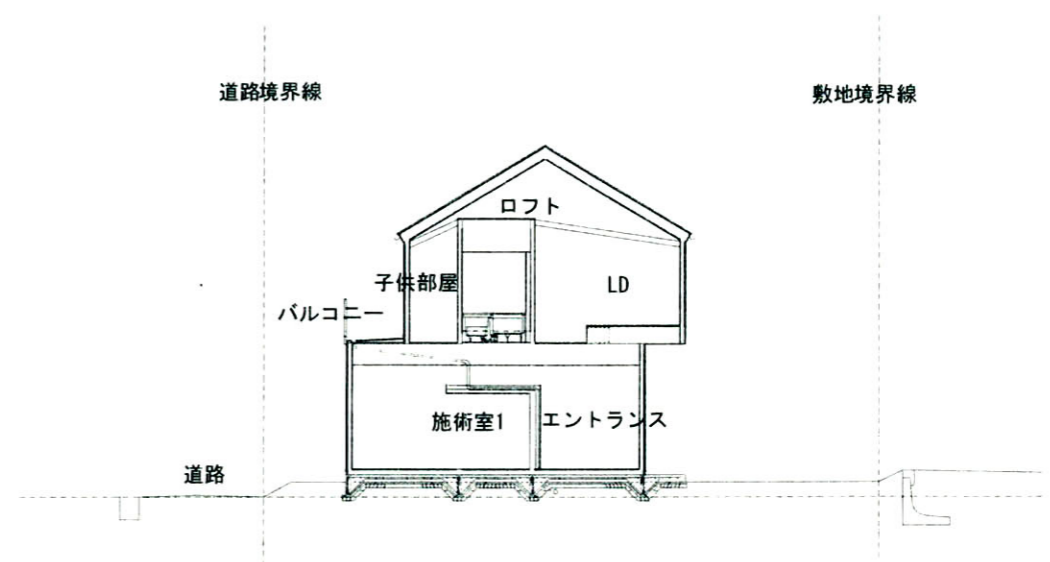 道路境界線
敷地境界線
ロフト
子供部屋
LD
バルコニー
施術室1
エントランス
道路